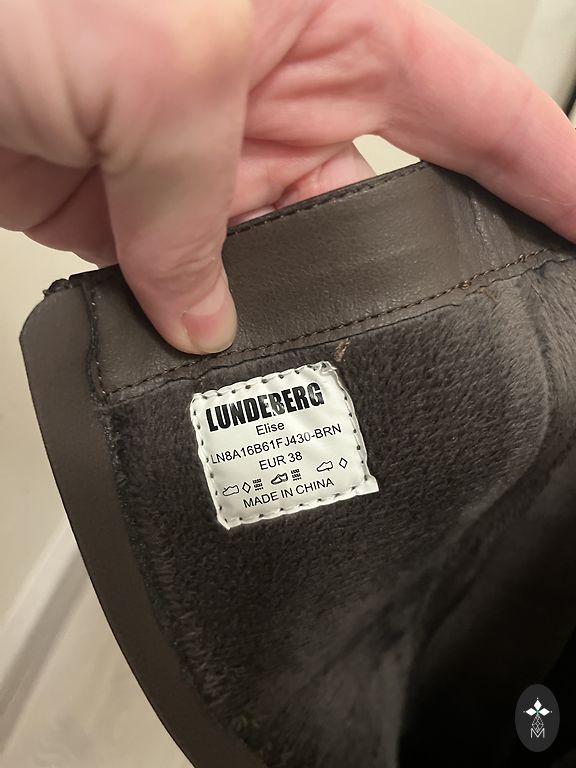 LUNDEBERG
Elise
LN8A16B61FJ430-BRN
EUR 38
MADE IN CHINA
M